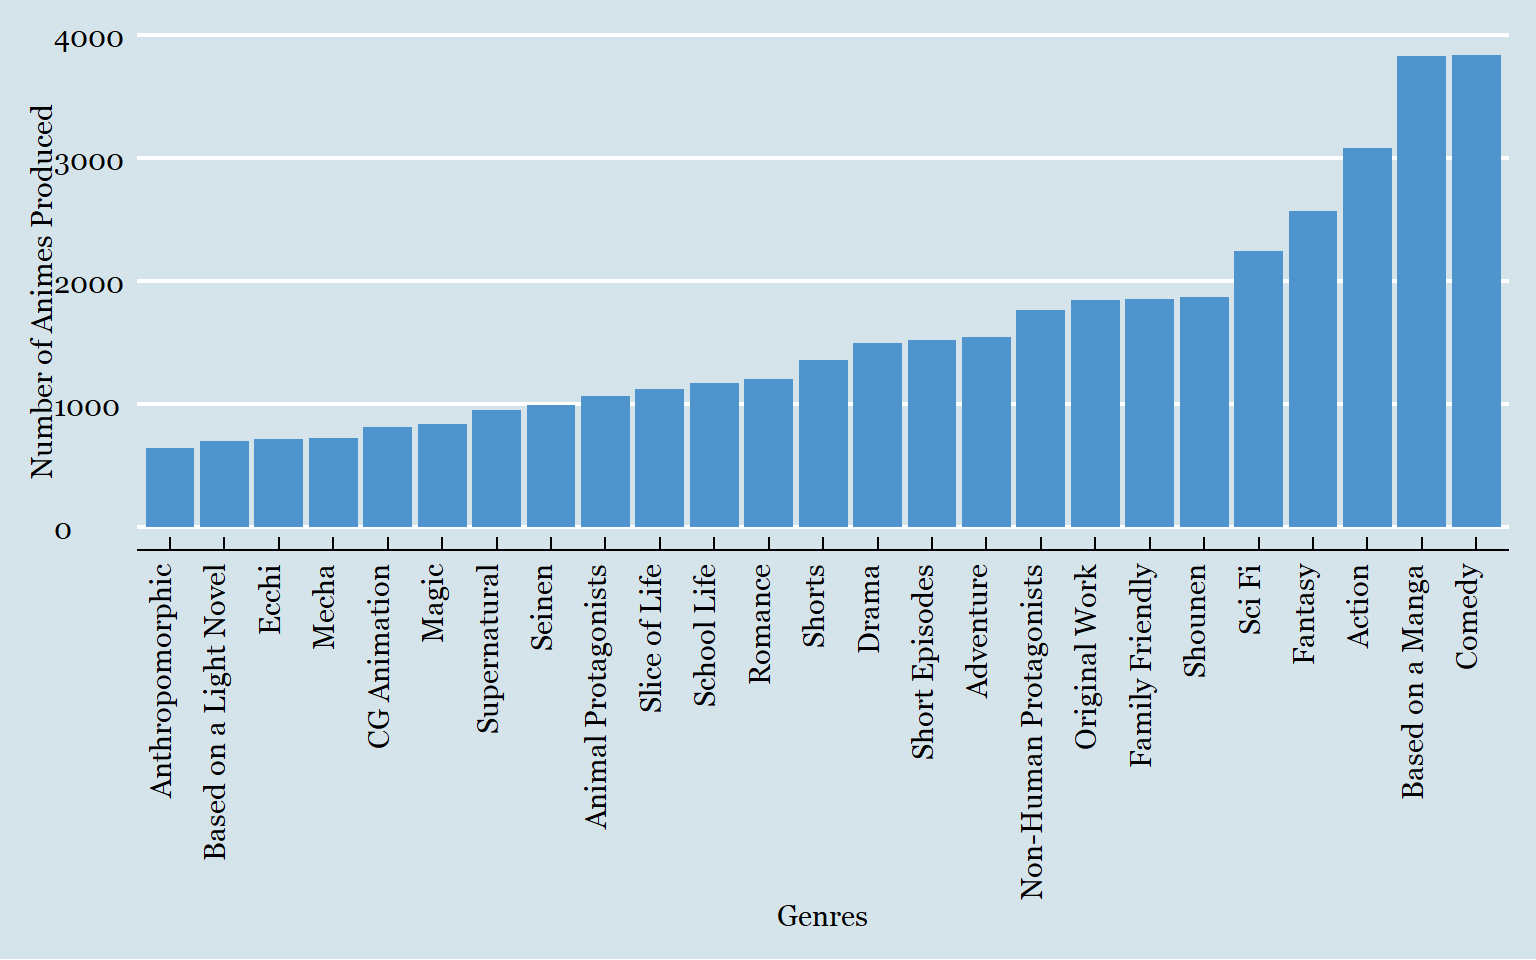 4000
3000
2000
1000
0
Number of Animes Produced
Anthropomorphic
Based on a Light Novel
Ecchi
Mecha
CG Animation
Magic
Supernatural
Seinen
Animal Protagonists
Slice of Life
School Life
Romance
Shorts
Drama
Short Episodes
Adventure
Non-Human Protagonists
Original Work
Family Friendly
Shounen
Sci Fi
Fantasy
Action
Based on a Manga
Comedy
Genres